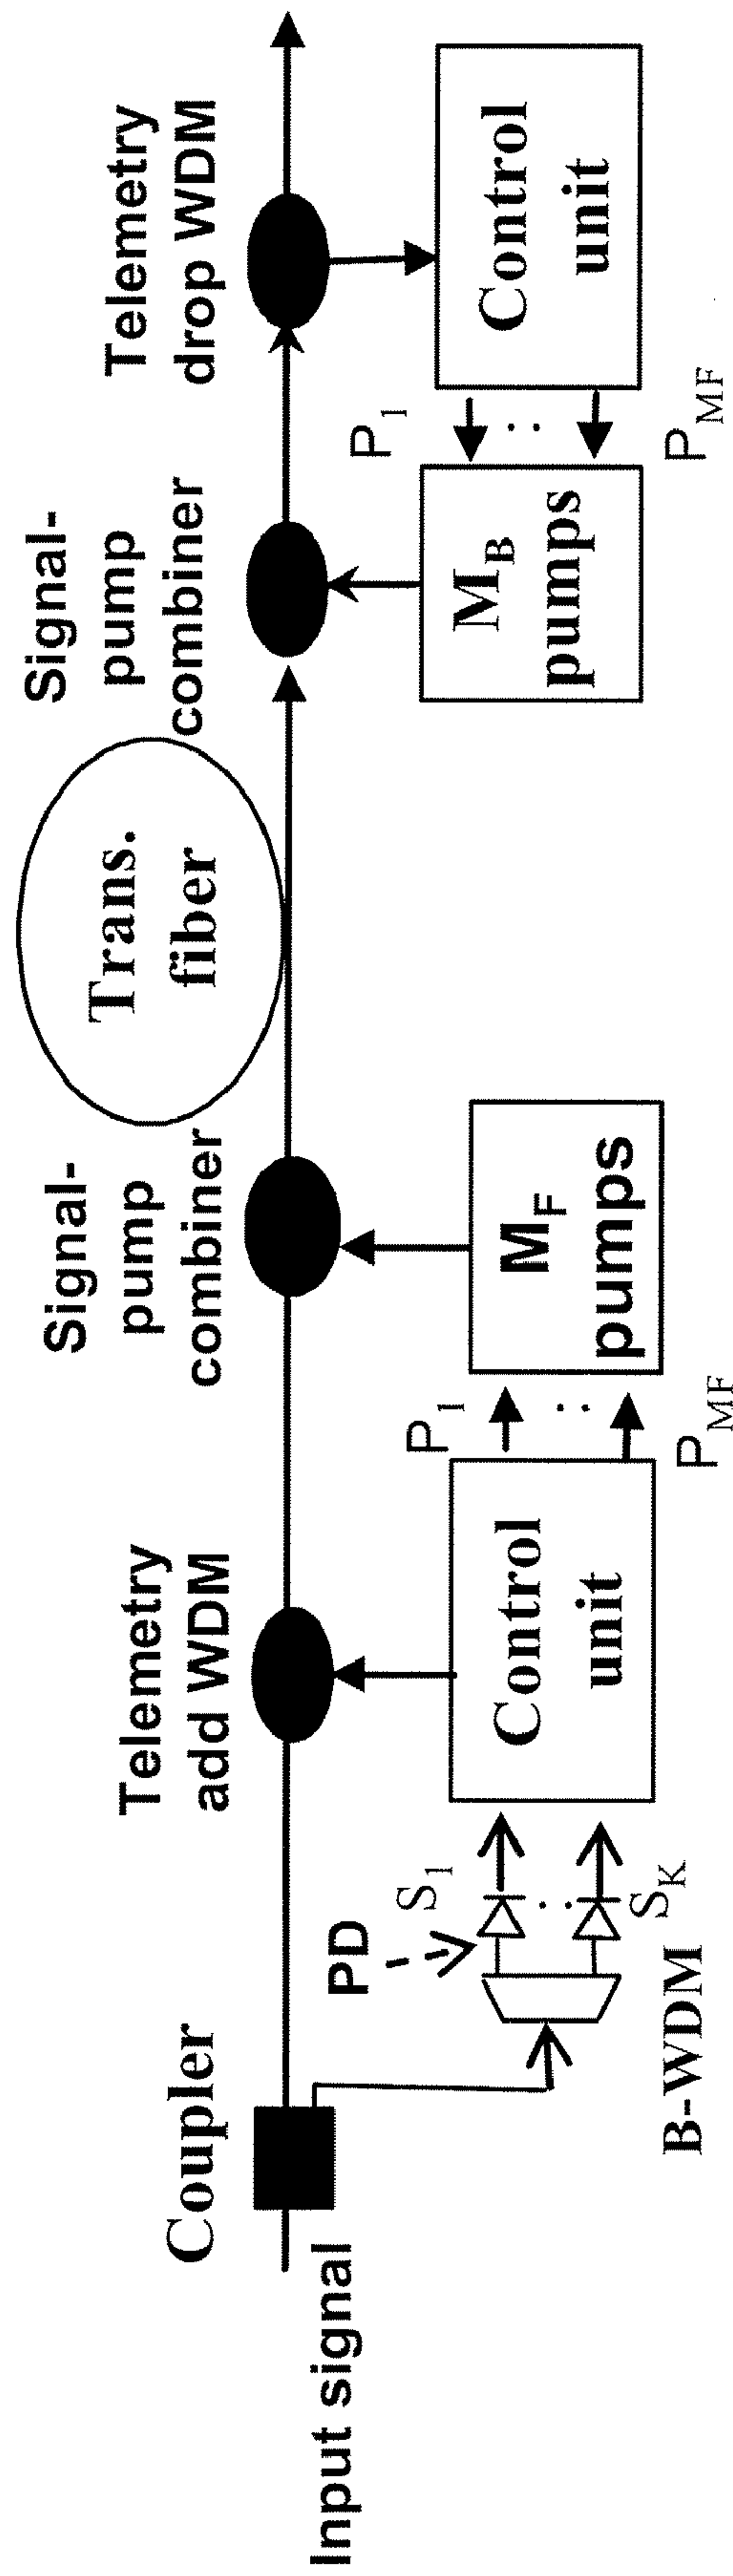 Input signal
Coupler
B-WDM
PD
S1
. .
SK
Telemetry
add WDM
Control
unit
P1
. .
PMF
Signal-
pump
combiner
MF
pumps
Trans.
fiber
Signal-
pump
combiner
MB
pumps
P1
. .
PMF
Telemetry
drop WDM
Control
unit